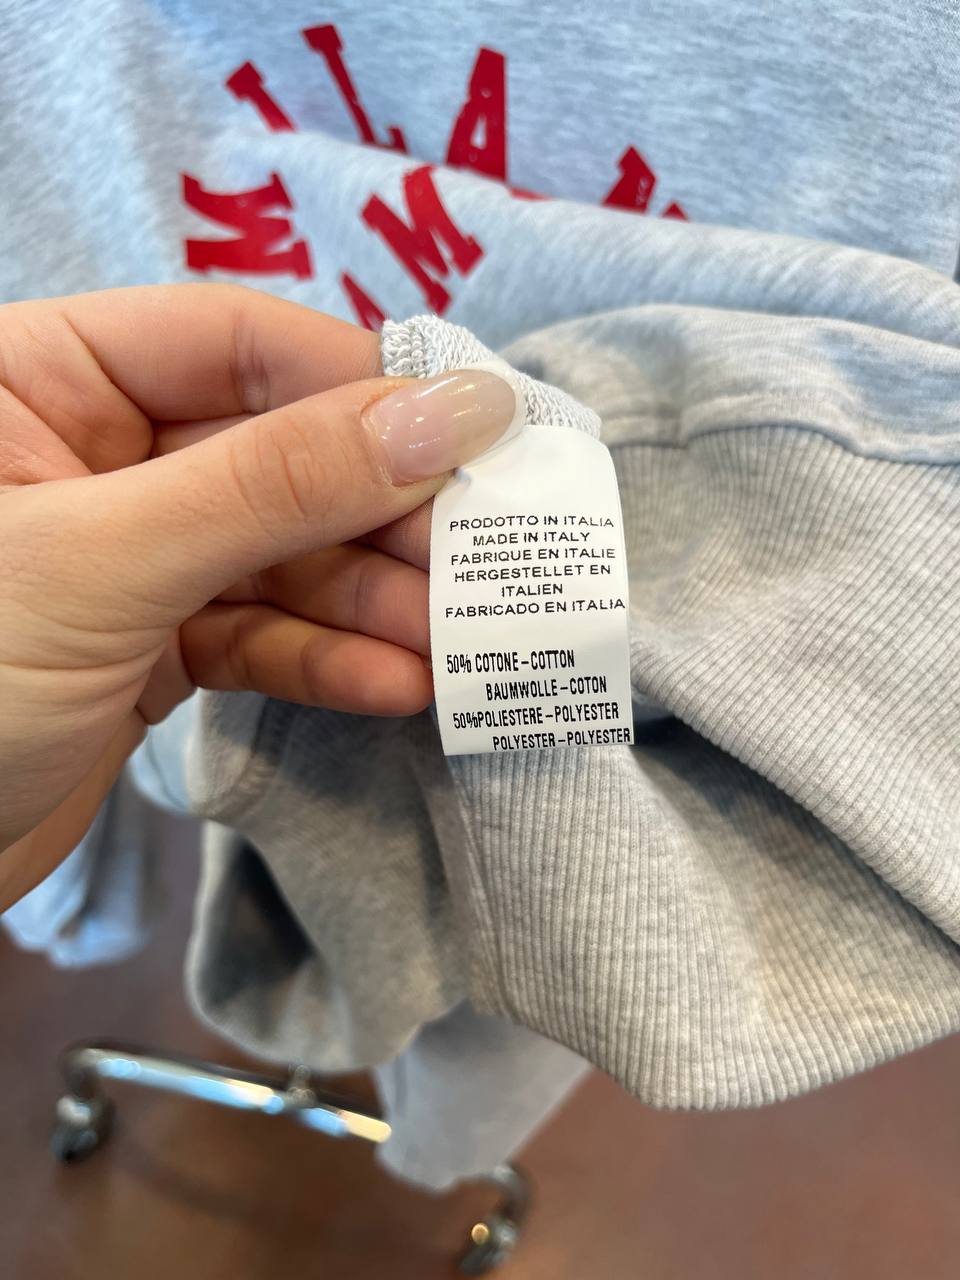 PRODOTTO IN ITALIA
MADE IN ITALY
FABRIQUE EN ITALIE
HERGESTELLET EN
ITALIEN
FABRICADO EN ITALIA
50% COTONE-COTTON
BAUMWOLLE-COTON
50%POLIESTERE-POLYESTER
POLYESTER-POLYESTER